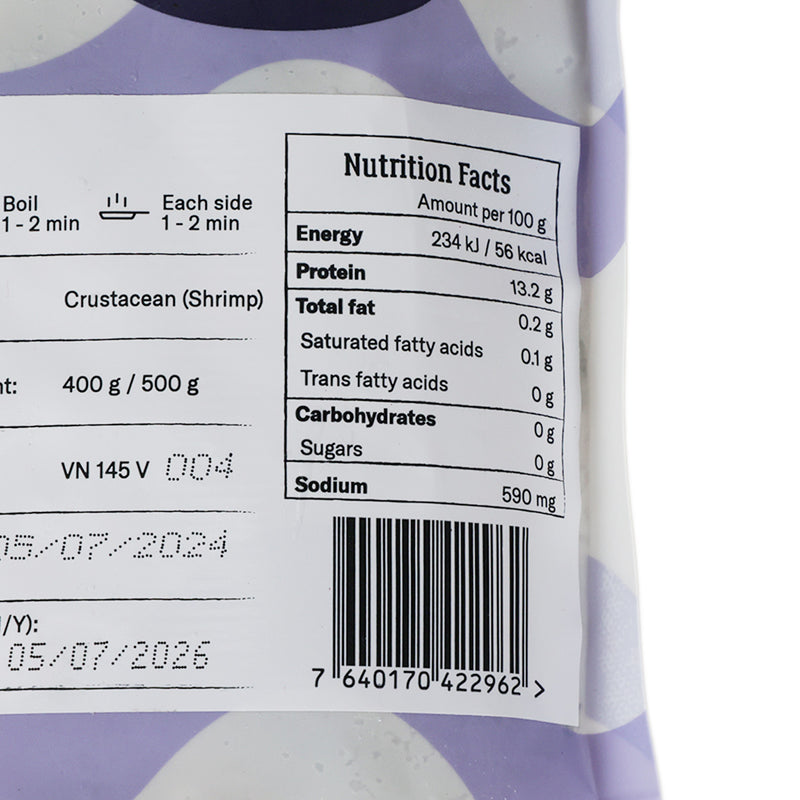 Boil
1 - 2 min
Each side
1 - 2 min
Crustacean (Shrimp)
400 g / 500 g
VN 145 V 004
05/07/2024
/Y):
05/07/2026
Nutrition Facts
Amount per 100 g
Energy 234 kJ / 56 kcal
Protein 13.2 g
Total fat 0.2 g
Saturated fatty acids 0.1 g
Trans fatty acids 0 g
Carbohydrates 0 g
Sugars 0 g
Sodium 590 mg
7 640170 422962 >